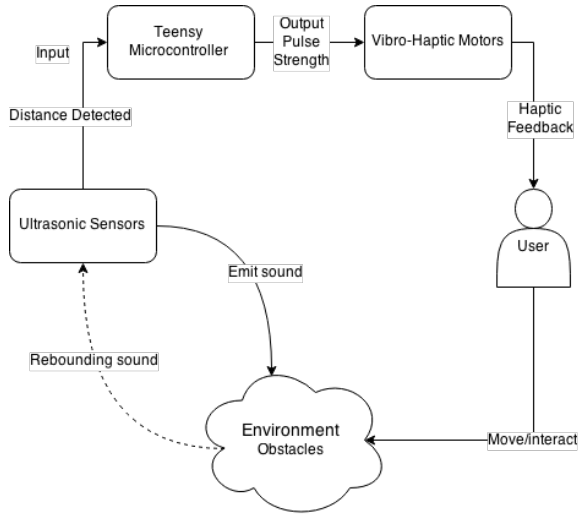 Teensy
Microcontroller
Output
Pulse
Strength
Vibro-Haptic Motors
Input
Distance Detected
Haptic
Feedback
Ultrasonic Sensors
User
Emit sound
Rebounding sound
Environment
Obstacles
Move/interact